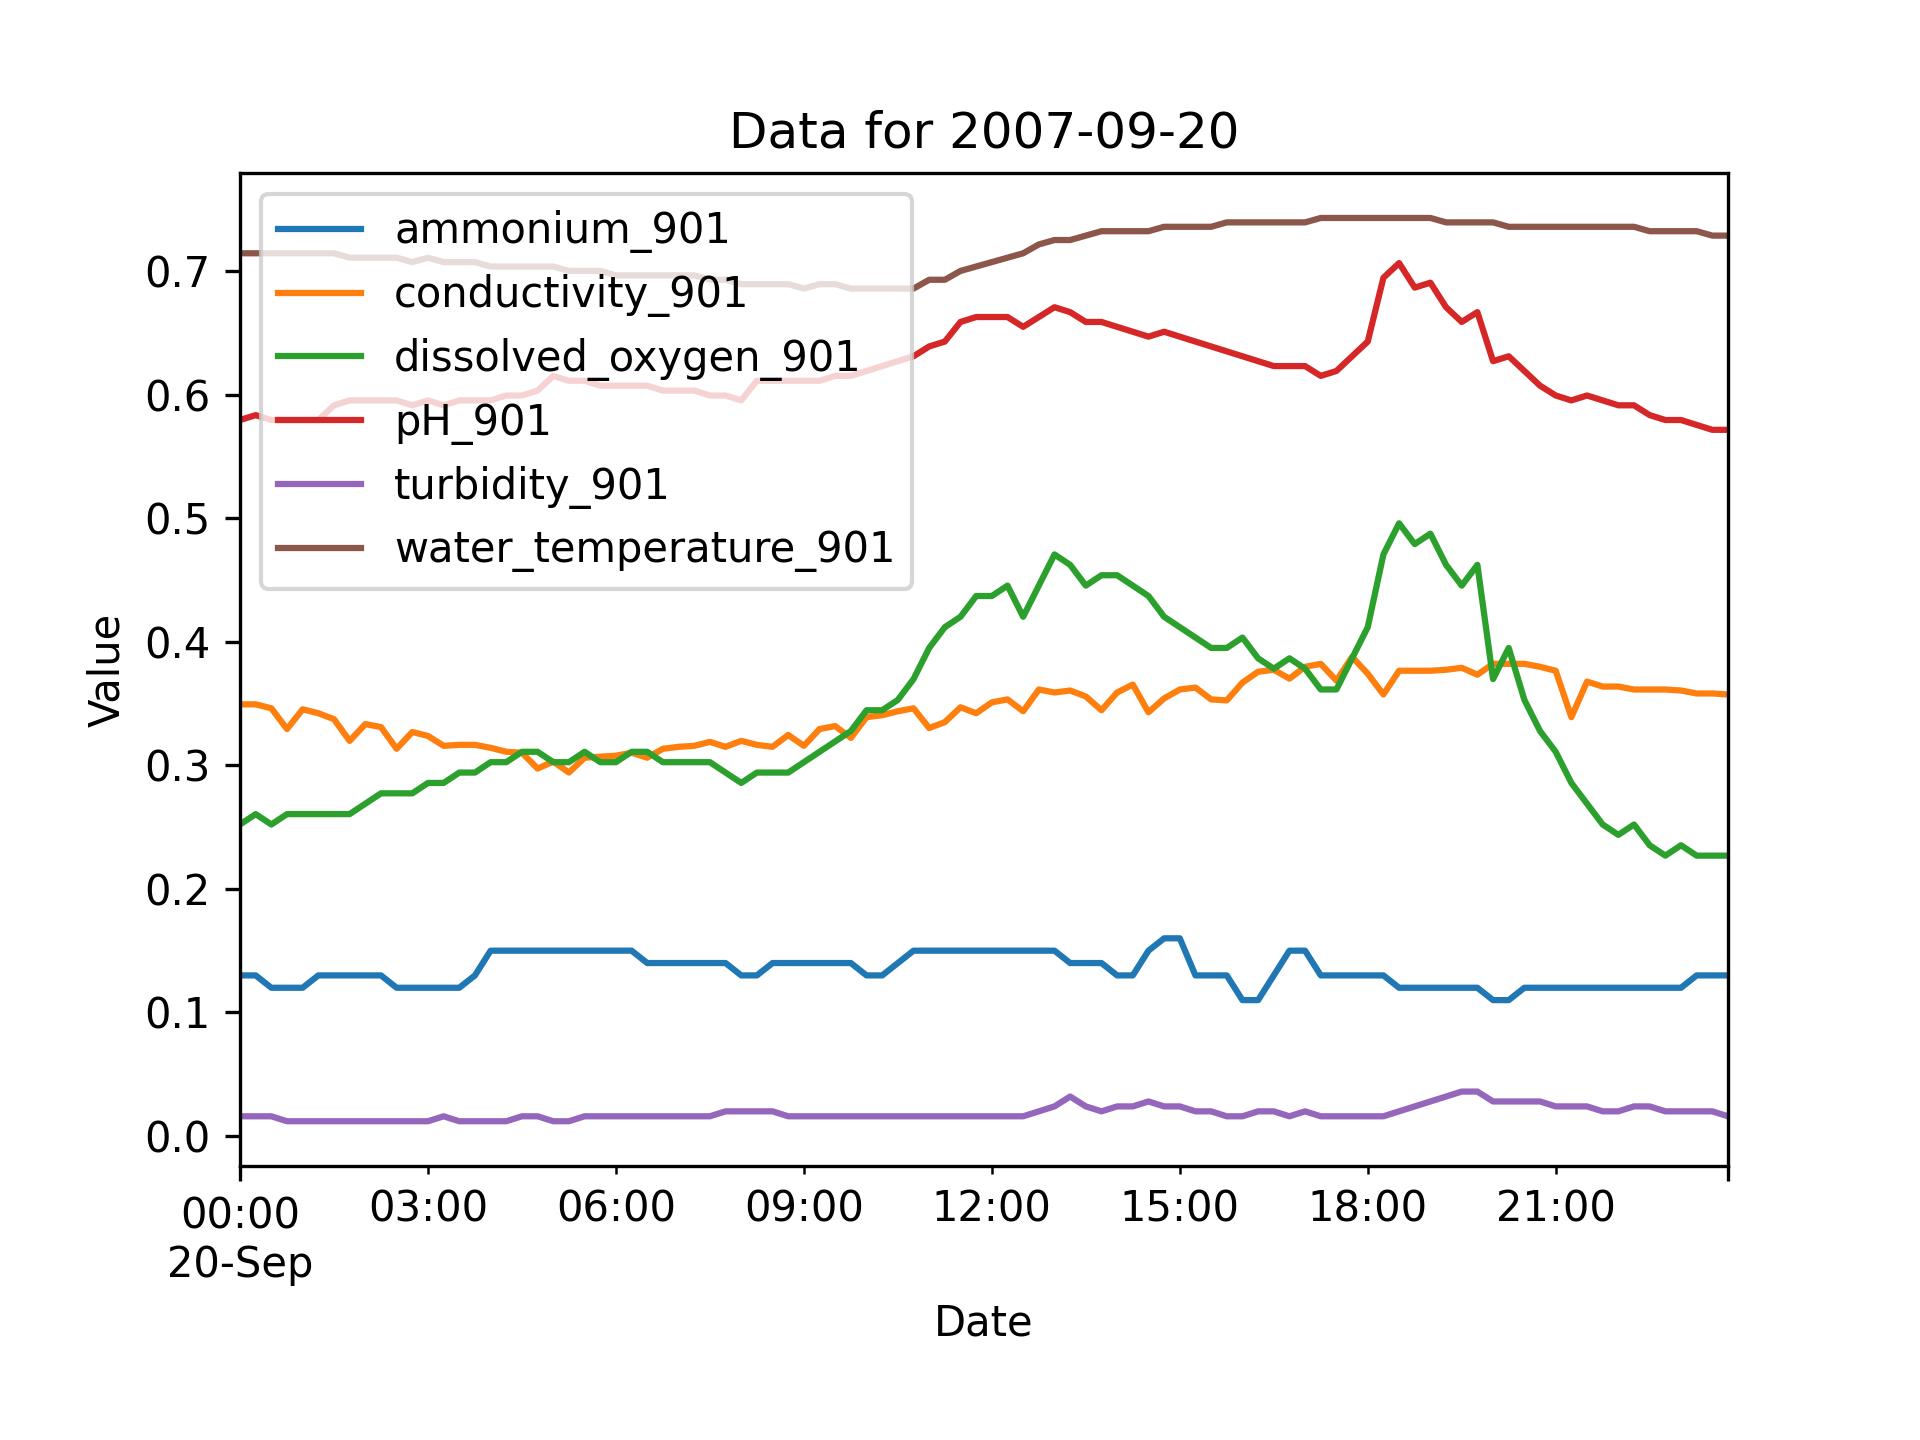 Data for 2007-09-20
ammonium_901
conductivity_901
dissolved_oxygen_901
pH_901
turbidity_901
water_temperature_901
0.7
0.6
0.5
0.4
0.3
0.2
0.1
0.0
Value
00:00 03:00 06:00 09:00 12:00 15:00 18:00 21:00
20-Sep
Date